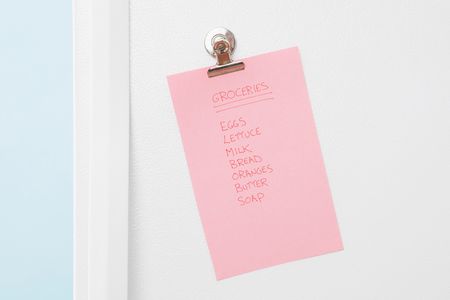 GROCERIES
EGGS
LETTUCE
MILK
BREAD
ORANGES
BUTTER
SOAP